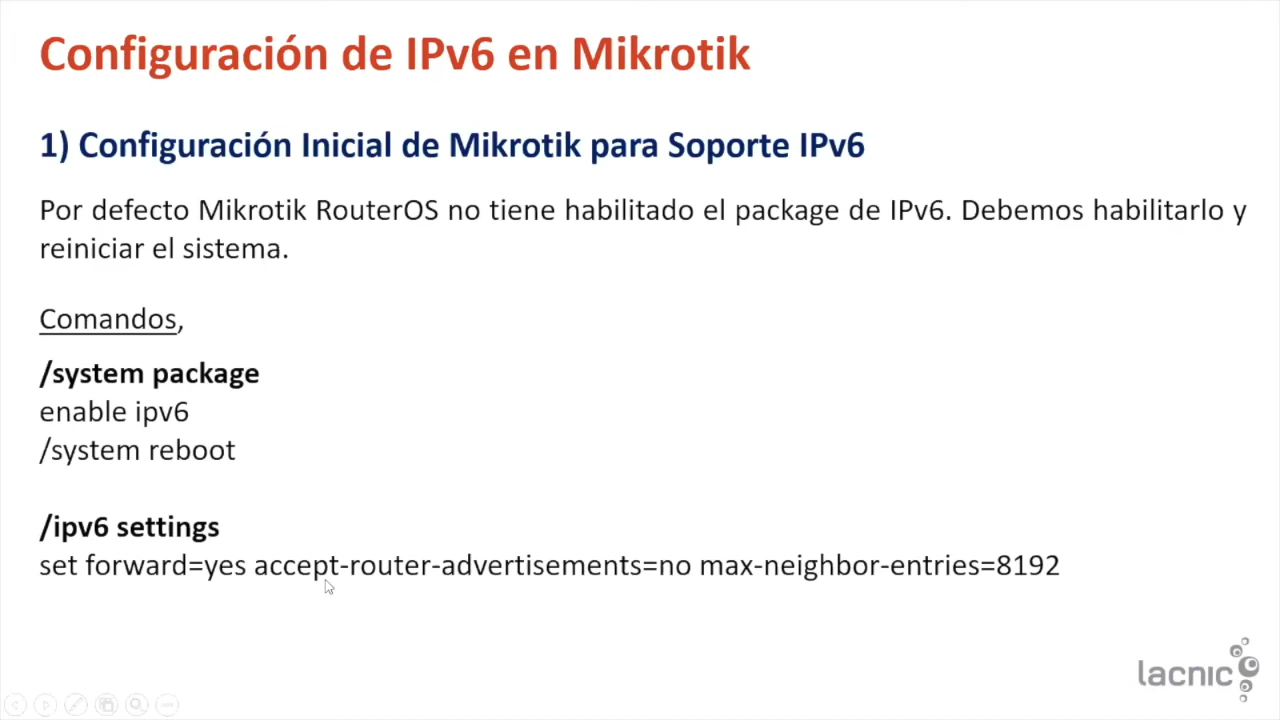 Configuración de IPv6 en Mikrotik
1) Configuración Inicial de Mikrotik para Soporte IPv6
Por defecto Mikrotik RouterOS no tiene habilitado el package de IPv6. Debemos habilitarlo y
reiniciar el sistema.
Comandos,
/system package
enable ipv6
/system reboot
/ipv6 settings
set forward=yes accept-router-advertisements=no max-neighbor-entries=8192
lacnic